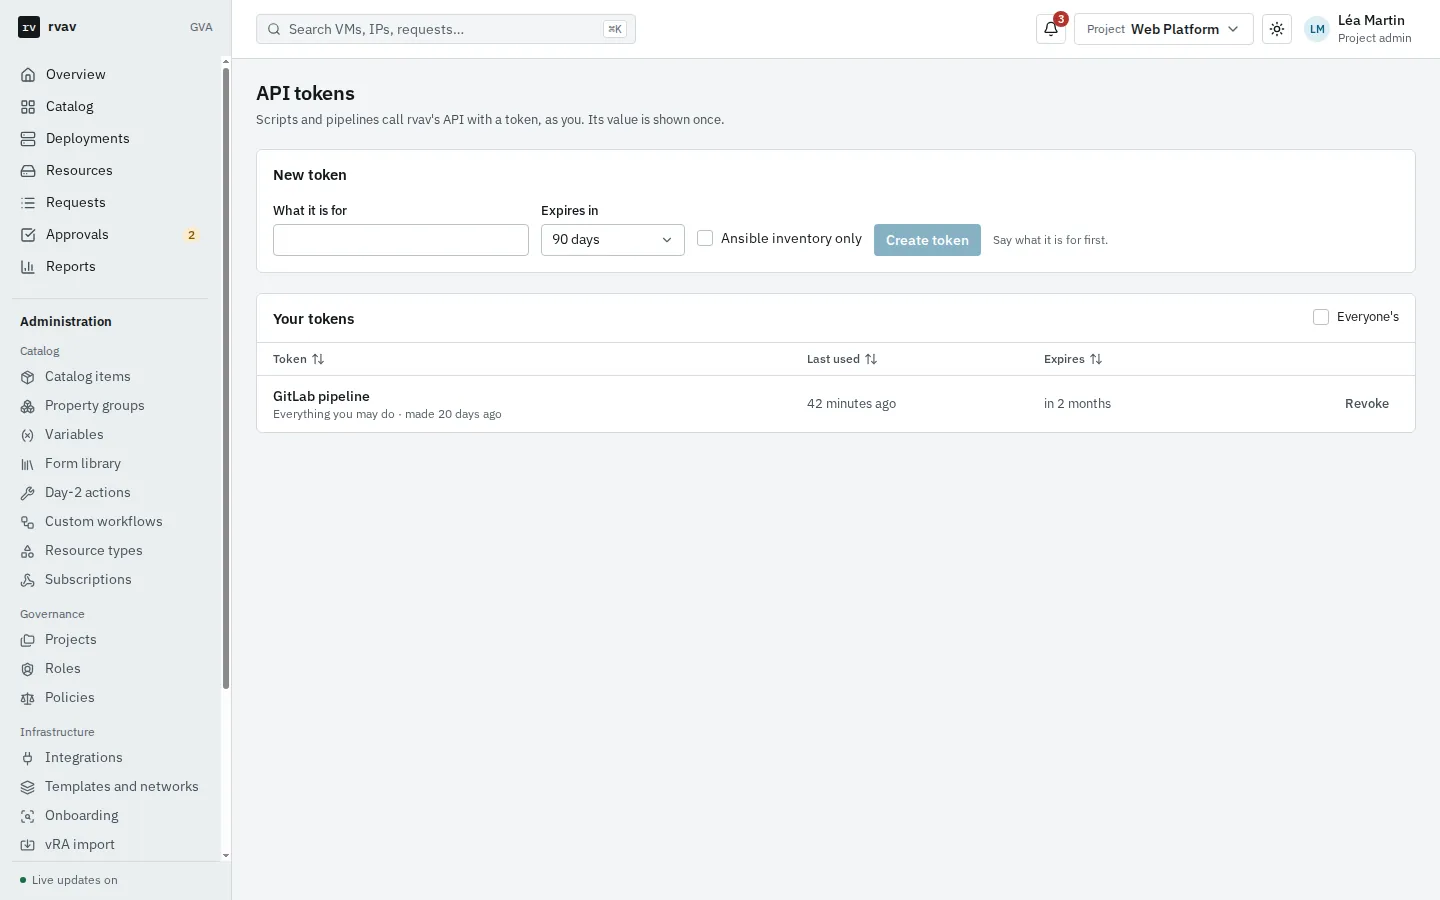 rv rvav GVA
Search VMs, IPs, requests... ⌘K
3
Project Web Platform
LM
Léa Martin
Project admin
Overview
Catalog
Deployments
Resources
Requests
Approvals 2
Reports
Administration
Catalog
Catalog items
Property groups
Variables
Form library
Day-2 actions
Custom workflows
Resource types
Subscriptions
Governance
Projects
Roles
Policies
Infrastructure
Integrations
Templates and networks
Onboarding
vRA import
Live updates on
API tokens
Scripts and pipelines call rvav's API with a token, as you. Its value is shown once.
New token
What it is for Expires in
90 days Ansible inventory only Create token Say what it is for first.
Your tokens Everyone's
Token Last used Expires
GitLab pipeline
Everything you may do · made 20 days ago
42 minutes ago in 2 months Revoke